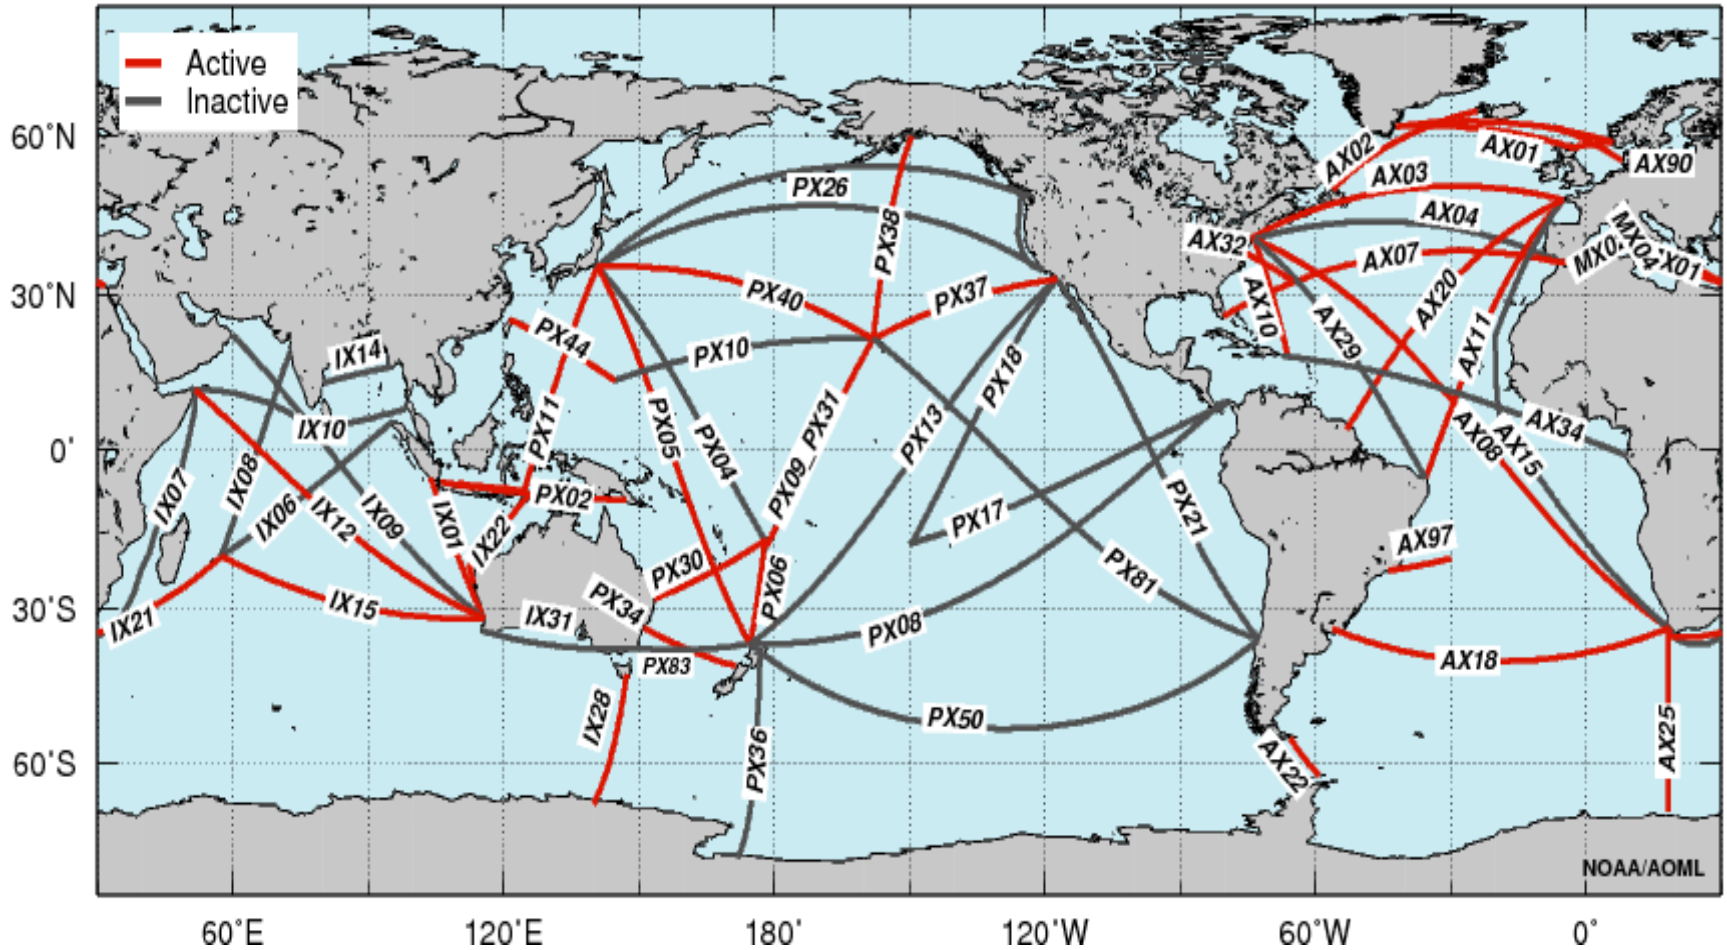 Active
Inactive
60°N
30°N
0°
30°S
60°S
AX02
AX01
AX90
AX03
PX26
AX04
AX32
PX38
AX07
MX04
X01
PX40
PX37
AX10
AX20
AX29
AX11
PX44
IX14
PX10
PX18
PX11
PX05
PX04
PX09_PX31
PX13
IX10
AX34
AX08
AX15
IX07
IX08
IX06
IX12
IX09
IX01
IX22
PX02
PX17
PX21
AX97
PX30
PX06
PX81
PX34
IX21
IX15
IX31
PX08
PX83
AX18
IX28
PX50
PX36
AX22
AX25
NOAA/AOML
60°E
120°E
180°
120°W
60°W
0°